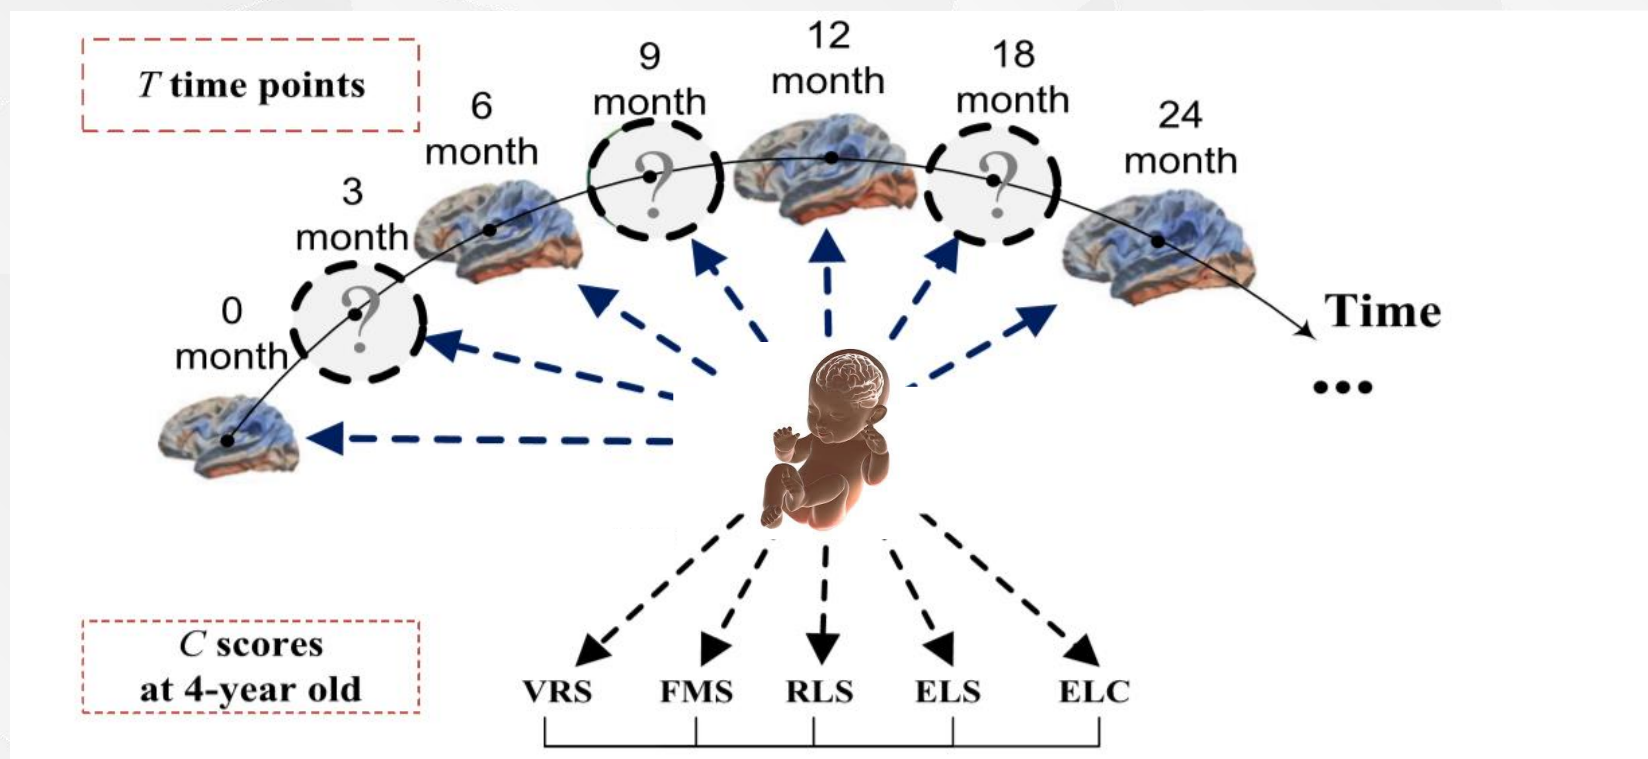 T time points
0
month
3
month
?
6
month
9
month
?
12
month
18
month
?
24
month
Time
...
C scores
at 4-year old
VRS FMS RLS ELS ELC